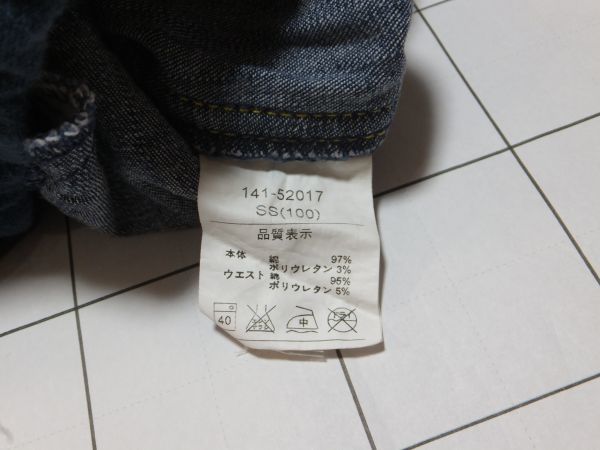 141-52017
SS(100)
品質表示
本体 綿 97%
ポリウレタン 3%
ウエスト 綿 95%
ポリウレタン 5%
40 中